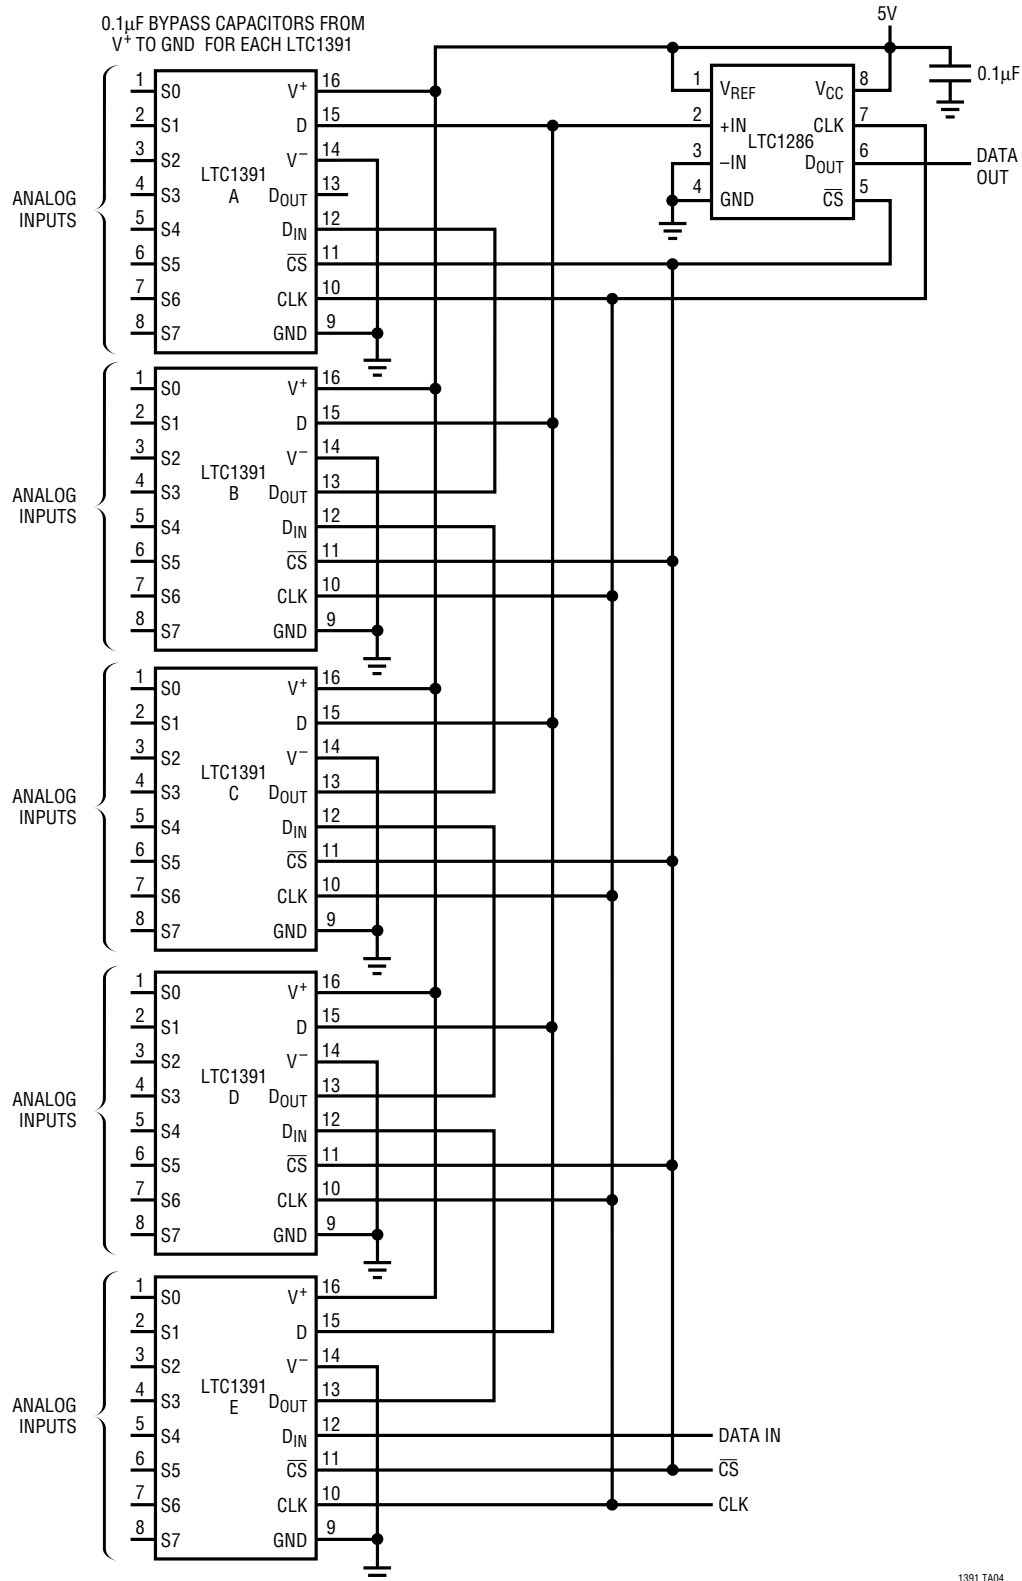 0.1µF BYPASS CAPACITORS FROM
V+ TO GND FOR EACH LTC1391
5V
0.1µF
1 VREF
2 +IN
3 –IN
4 GND
LTC1286
VCC 8
CLK 7
DOUT 6
CS 5
DATA
OUT
ANALOG
INPUTS
1 S0
2 S1
3 S2
4 S3
5 S4
6 S5
7 S6
8 S7
LTC1391
A
V+ 16
D 15
V– 14
DOUT 13
DIN 12
CS 11
CLK 10
GND 9
ANALOG
INPUTS
1 S0
2 S1
3 S2
4 S3
5 S4
6 S5
7 S6
8 S7
LTC1391
B
V+ 16
D 15
V– 14
DOUT 13
DIN 12
CS 11
CLK 10
GND 9
ANALOG
INPUTS
1 S0
2 S1
3 S2
4 S3
5 S4
6 S5
7 S6
8 S7
LTC1391
C
V+ 16
D 15
V– 14
DOUT 13
DIN 12
CS 11
CLK 10
GND 9
ANALOG
INPUTS
1 S0
2 S1
3 S2
4 S3
5 S4
6 S5
7 S6
8 S7
LTC1391
D
V+ 16
D 15
V– 14
DOUT 13
DIN 12
CS 11
CLK 10
GND 9
ANALOG
INPUTS
1 S0
2 S1
3 S2
4 S3
5 S4
6 S5
7 S6
8 S7
LTC1391
E
V+ 16
D 15
V– 14
DOUT 13
DIN 12
CS 11
CLK 10
GND 9
DATA IN
CS
CLK
1391 TA04